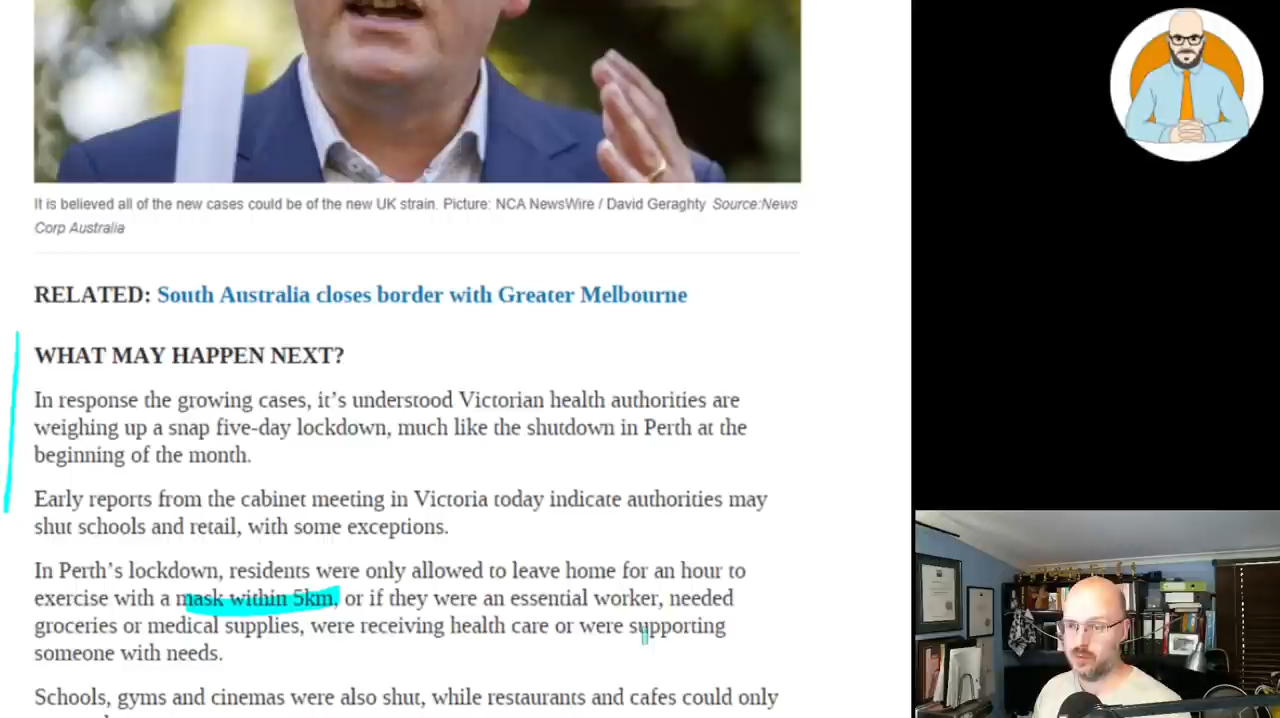 It is believed all of the new cases could be of the new UK strain. Picture: NCA NewsWire / David Geraghty Source:News
Corp Australia
RELATED: South Australia closes border with Greater Melbourne
WHAT MAY HAPPEN NEXT?
In response the growing cases, it’s understood Victorian health authorities are
weighing up a snap five-day lockdown, much like the shutdown in Perth at the
beginning of the month.
Early reports from the cabinet meeting in Victoria today indicate authorities may
shut schools and retail, with some exceptions.
In Perth’s lockdown, residents were only allowed to leave home for an hour to
exercise with a mask within 5km, or if they were an essential worker, needed
groceries or medical supplies, were receiving health care or were supporting
someone with needs.
Schools, gyms and cinemas were also shut, while restaurants and cafes could only